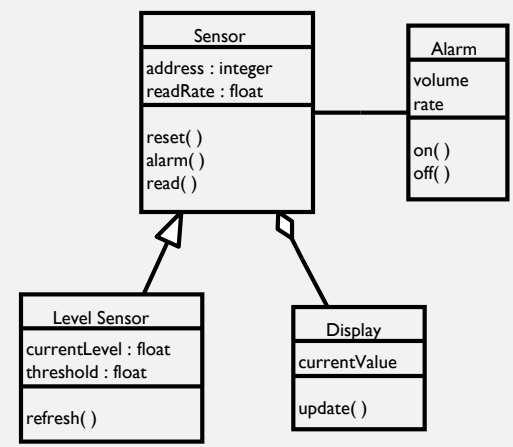 Sensor
address : integer
readRate : float
reset( )
alarm( )
read( )
Alarm
volume
rate
on( )
off( )
Level Sensor
currentLevel : float
threshold : float
refresh( )
Display
currentValue
update( )